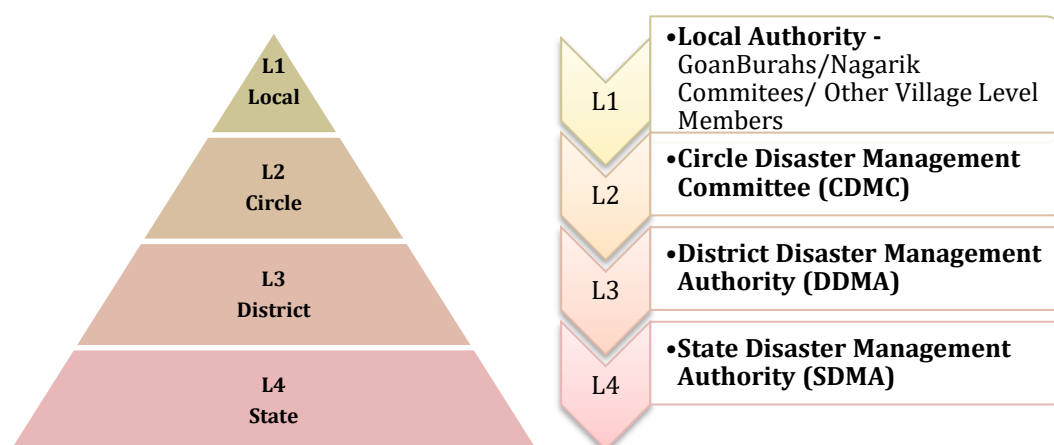 L1
Local
L2
Circle
L3
District
L4
State
L1
•Local Authority -
GoanBurahs/Nagarik
Commitees/ Other Village Level
Members
L2
•Circle Disaster Management
Committee (CDMC)
L3
•District Disaster Management
Authority (DDMA)
L4
•State Disaster Management
Authority (SDMA)